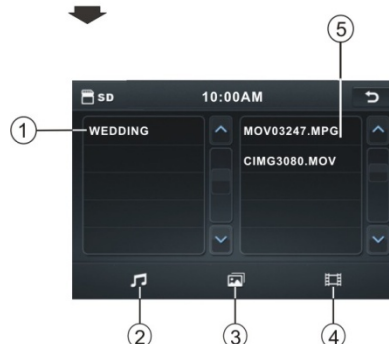 5
SD 10:00AM
1
WEDDING
MOV03247.MPG
CIMG3080.MOV
2 3 4